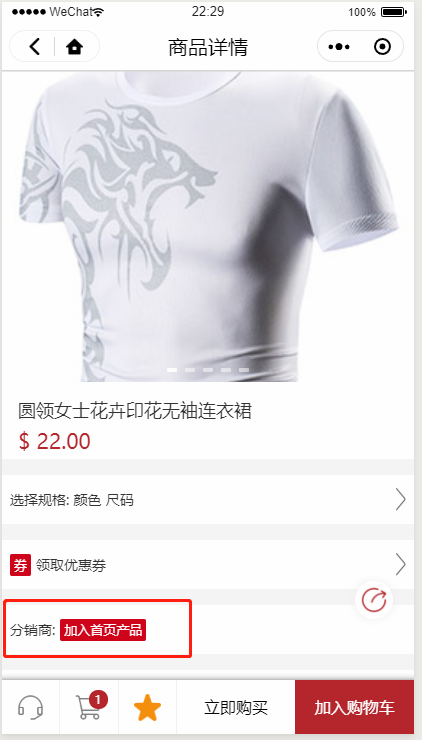 ●●●●● WeChat 22:29 100%
商品详情
圆领女士花卉印花无袖连衣裙
$ 22.00
选择规格: 颜色 尺码
券 领取优惠券
分销商: 加入首页产品
1 立即购买 加入购物车